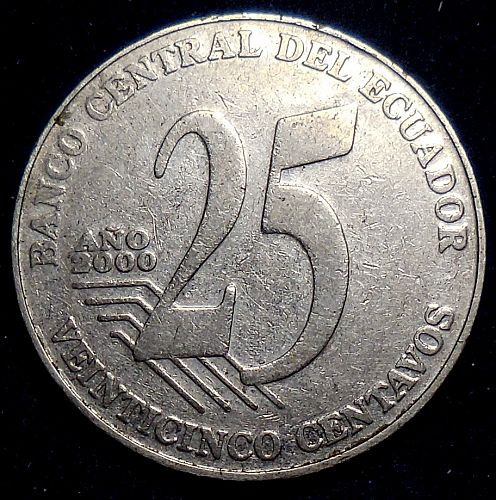 BANCO CENTRAL DEL ECUADOR
25
AÑO
2000
VEINTICINCO CENTAVOS